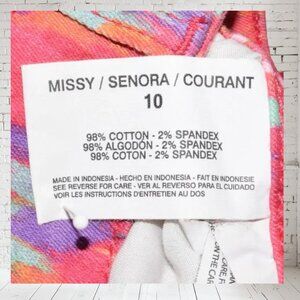 MISSY / SENORA / COURANT
10
98% COTTON - 2% SPANDEX
98% ALGODÓN - 2% SPANDEX
98% COTON - 2% SPANDEX
MADE IN INDONESIA - HECHO EN INDONESIA - FAIT EN INDONESIE
SEE REVERSE FOR CARE - VER AL REVERSO PARA EL CUIDADO
VOIR LES INSTRUCTIONS D'ENTRETIEN AU DOS